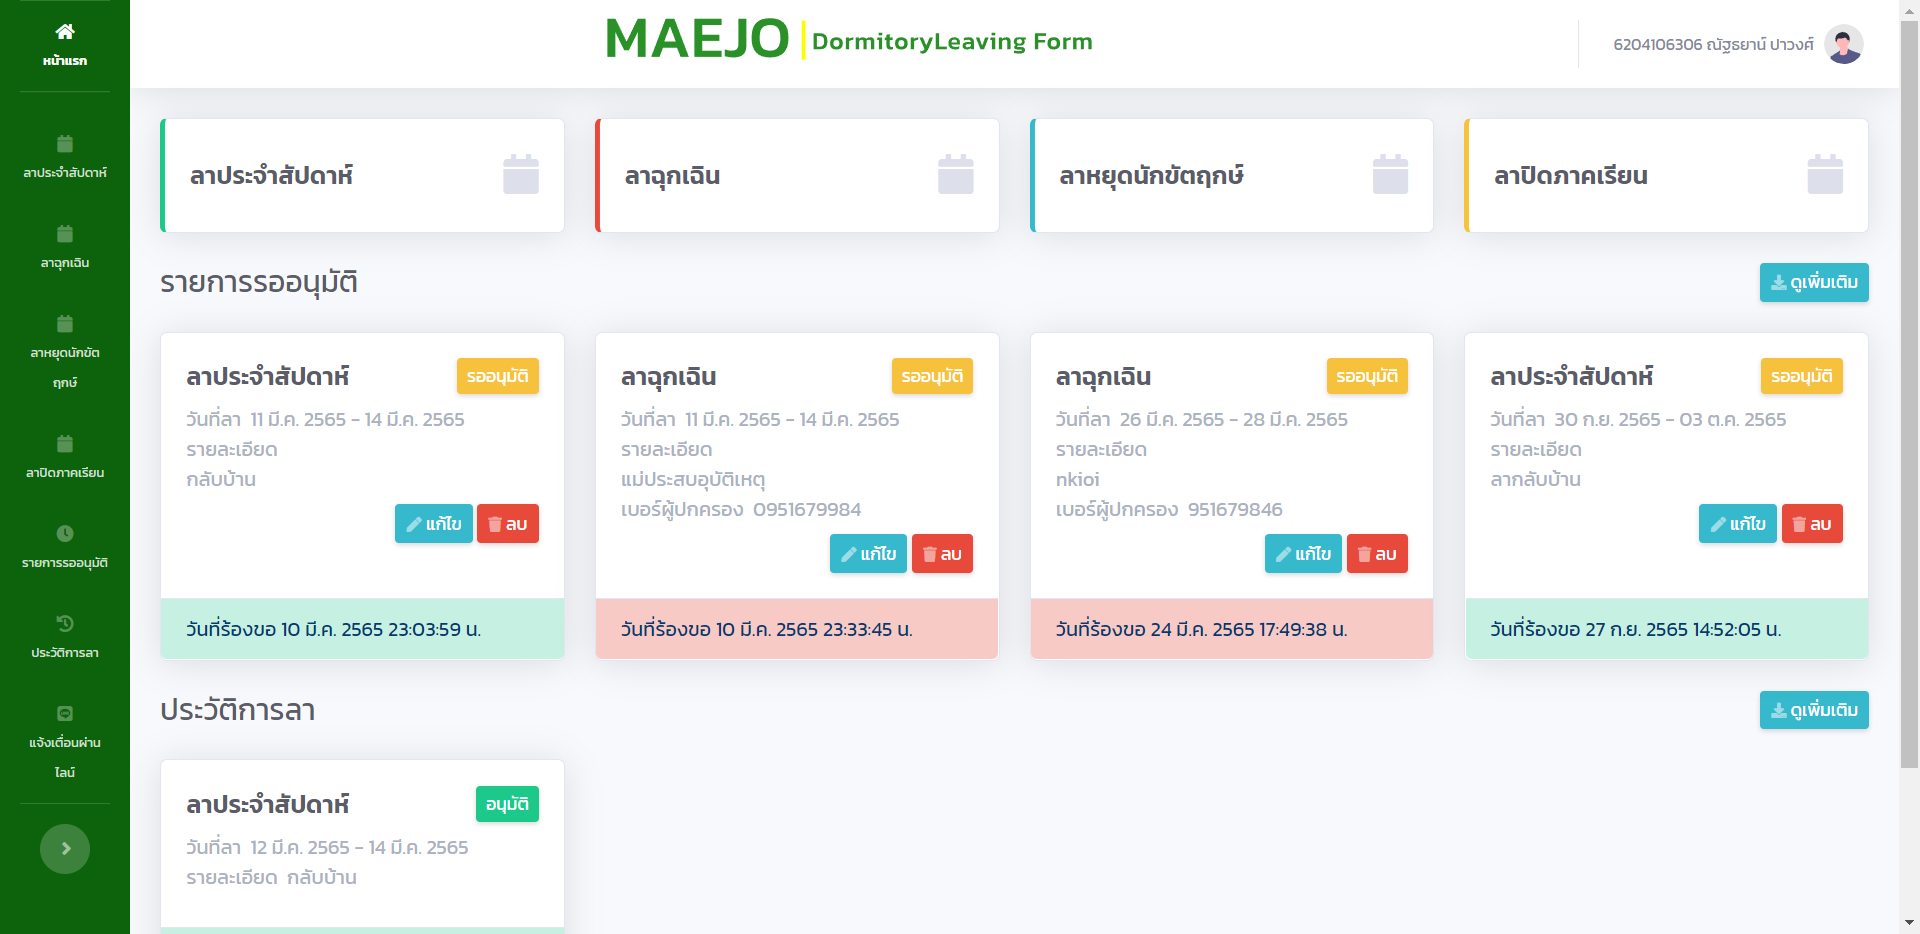 หน้าแรก
ลาประจำสัปดาห์
ลาฉุกเฉิน
ลาหยุดนักขัต
ฤกษ์
ลาปิดภาคเรียน
รายการรออนุมัติ
ประวัติการลา
แจ้งเตื่อนผ่าน
ไลน์
MAEJO DormitoryLeaving Form
6204106306 ณัฐธยาน์ ปาวงศ์
ลาประจำสัปดาห์
ลาฉุกเฉิน
ลาหยุดนักขัตฤกษ์
ลาปิดภาคเรียน
รายการรออนุมัติ
ดูเพิ่มเติม
ลาประจำสัปดาห์ รออนุมัติ
วันที่ลา 11 มี.ค. 2565 - 14 มี.ค. 2565
รายละเอียด
กลับบ้าน
แก้ไข ลบ
วันที่ร้องขอ 10 มี.ค. 2565 23:03:59 น.
ลาฉุกเฉิน รออนุมัติ
วันที่ลา 11 มี.ค. 2565 - 14 มี.ค. 2565
รายละเอียด
แม่ประสบอุบัติเหตุ
เบอร์ผู้ปกครอง 0951679984
แก้ไข ลบ
วันที่ร้องขอ 10 มี.ค. 2565 23:33:45 น.
ลาฉุกเฉิน รออนุมัติ
วันที่ลา 26 มี.ค. 2565 - 28 มี.ค. 2565
รายละเอียด
nkioi
เบอร์ผู้ปกครอง 951679846
แก้ไข ลบ
วันที่ร้องขอ 24 มี.ค. 2565 17:49:38 น.
ลาประจำสัปดาห์ รออนุมัติ
วันที่ลา 30 ก.ย. 2565 - 03 ต.ค. 2565
รายละเอียด
ลากลับบ้าน
แก้ไข ลบ
วันที่ร้องขอ 27 ก.ย. 2565 14:52:05 น.
ประวัติการลา
ดูเพิ่มเติม
ลาประจำสัปดาห์ อนุมัติ
วันที่ลา 12 มี.ค. 2565 - 14 มี.ค. 2565
รายละเอียด กลับบ้าน